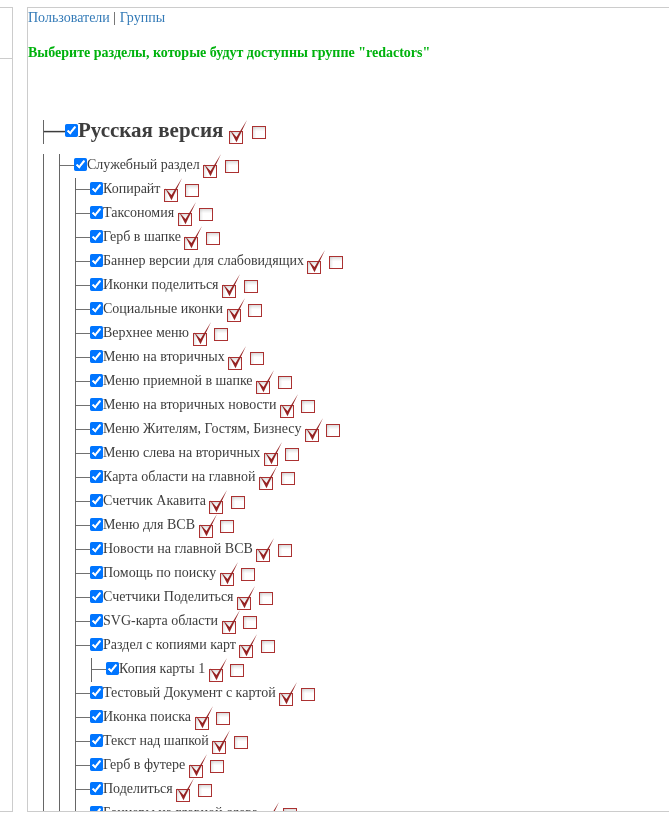 Пользователи | Группы
Выберите разделы, которые будут доступны группе "redactors"
Русская версия
Служебный раздел
Копирайт
Таксономия
Герб в шапке
Баннер версии для слабовидящих
Иконки поделиться
Социальные иконки
Верхнее меню
Меню на вторичных
Меню приемной в шапке
Меню на вторичных новости
Меню Жителям, Гостям, Бизнесу
Меню слева на вторичных
Карта области на главной
Счетчик Акавита
Меню для ВСВ
Новости на главной ВСВ
Помощь по поиску
Счетчики Поделиться
SVG-карта области
Раздел с копиями карт
Копия карты 1
Тестовый Документ с картой
Иконка поиска
Текст над шапкой
Герб в футере
Поделиться